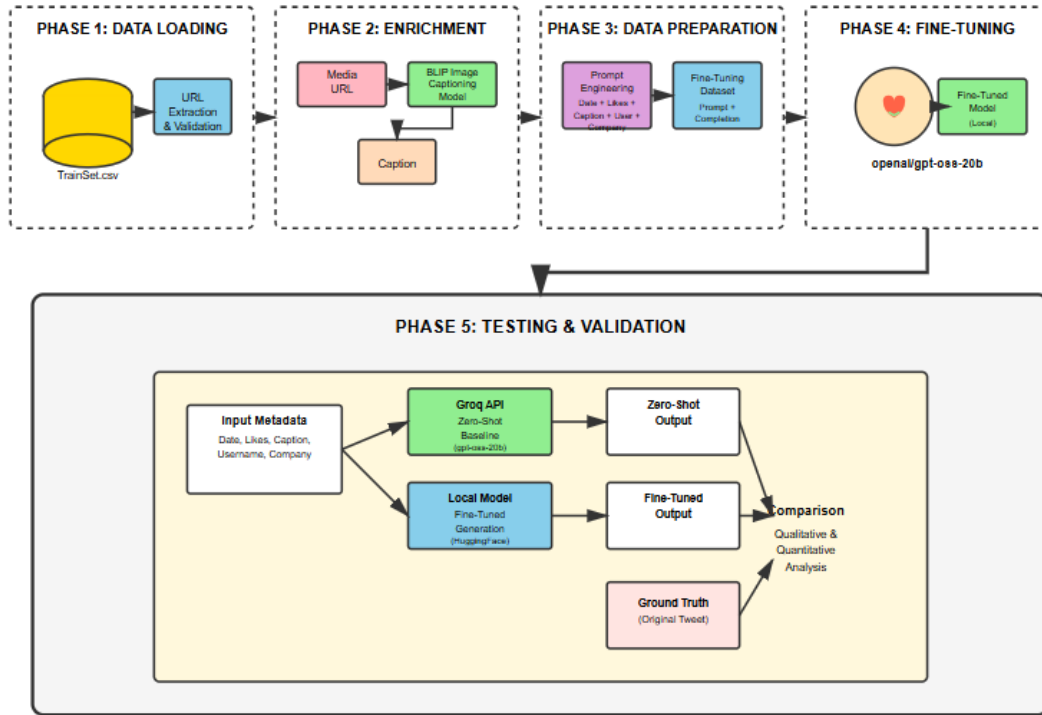 PHASE 1: DATA LOADING
URL
Extraction
& Validation
TrainSet.csv
PHASE 2: ENRICHMENT
Media
URL
BLIP Image
Captioning
Model
Caption
PHASE 3: DATA PREPARATION
Prompt
Engineering
Date + Likes +
Caption + User +
Company
Fine-Tuning
Dataset
Prompt +
Completion
PHASE 4: FINE-TUNING
Fine-Tuned
Model
(Local)
openai/gpt-oss-20b
PHASE 5: TESTING & VALIDATION
Input Metadata
Date, Likes, Caption,
Username, Company
Groq API
Zero-Shot
Baseline
(gpt-oss-20b)
Zero-Shot
Output
Local Model
Fine-Tuned
Generation
(HuggingFace)
Fine-Tuned
Output
Comparison
Qualitative &
Quantitative
Analysis
Ground Truth
(Original Tweet)